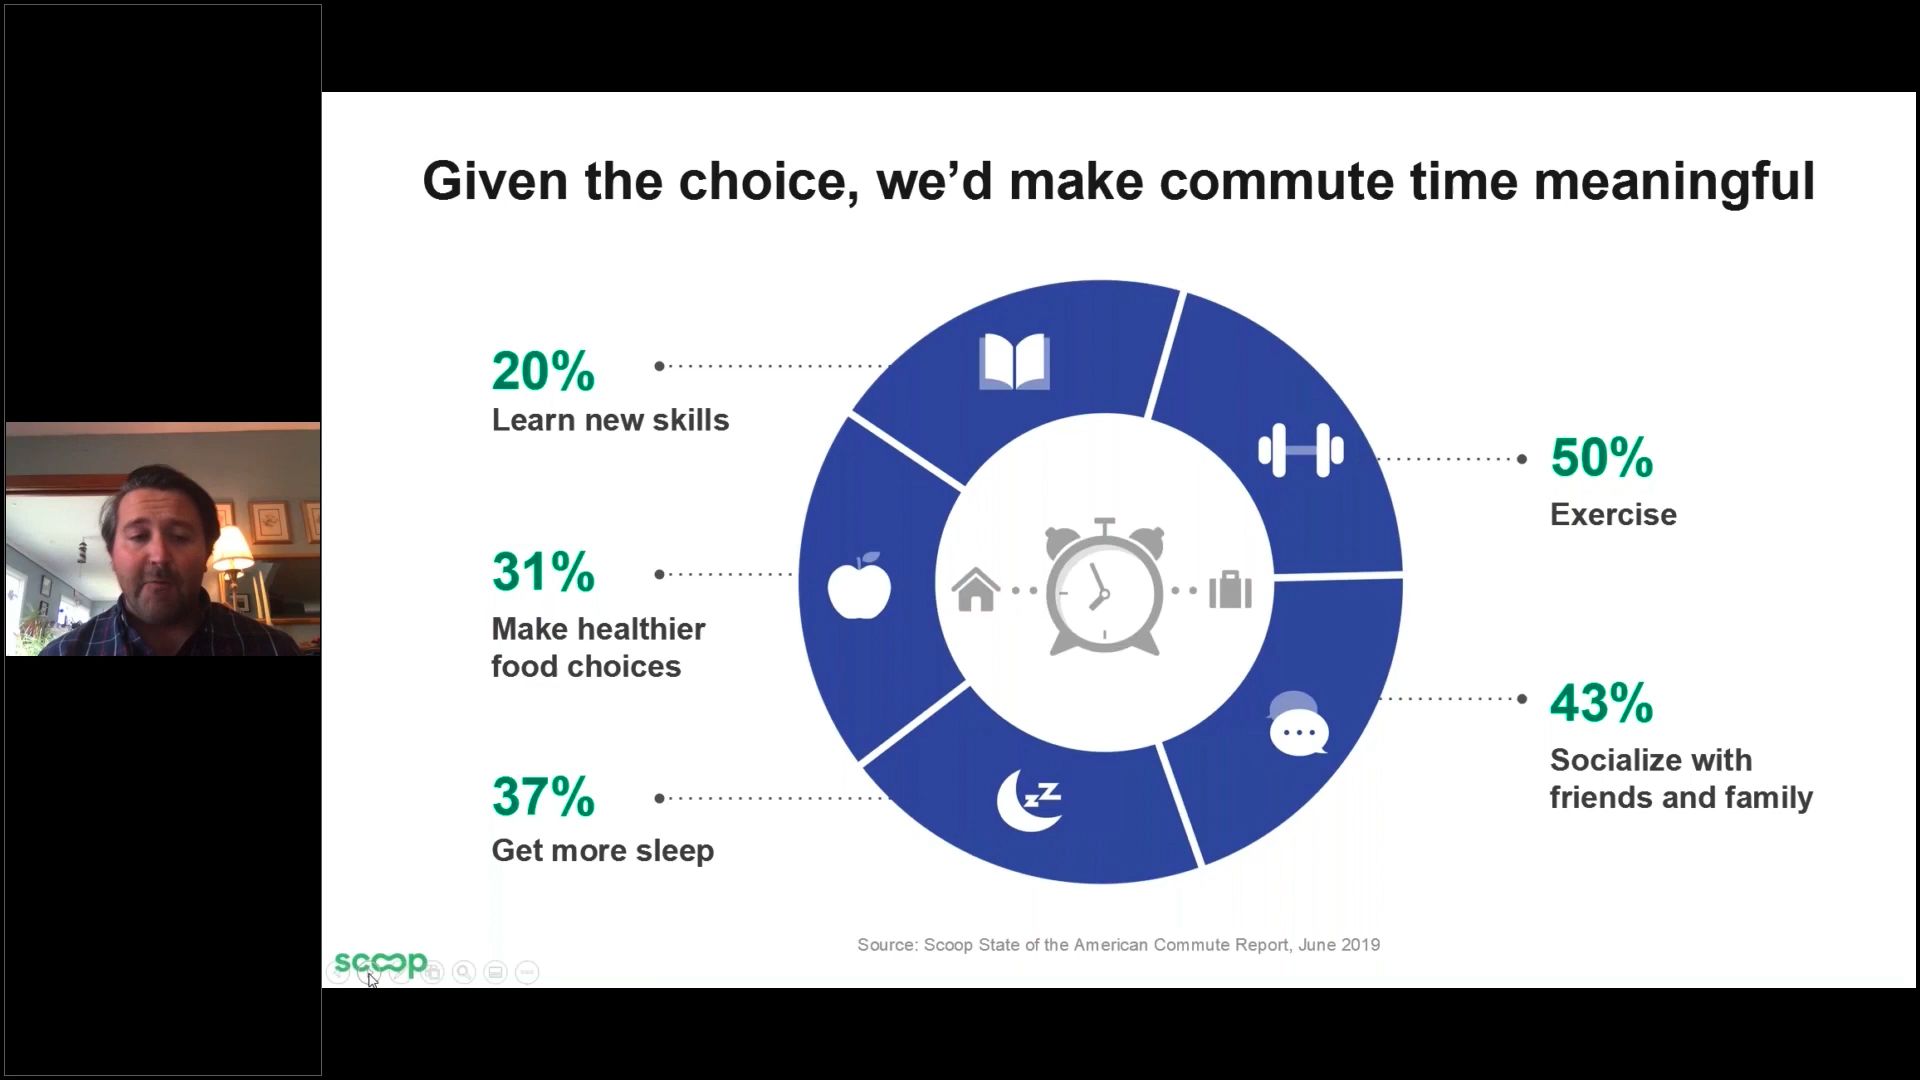 Given the choice, we’d make commute time meaningful
20%
Learn new skills
31%
Make healthier
food choices
37%
Get more sleep
zz
50%
Exercise
43%
Socialize with
friends and family
Source: Scoop State of the American Commute Report, June 2019
scoop